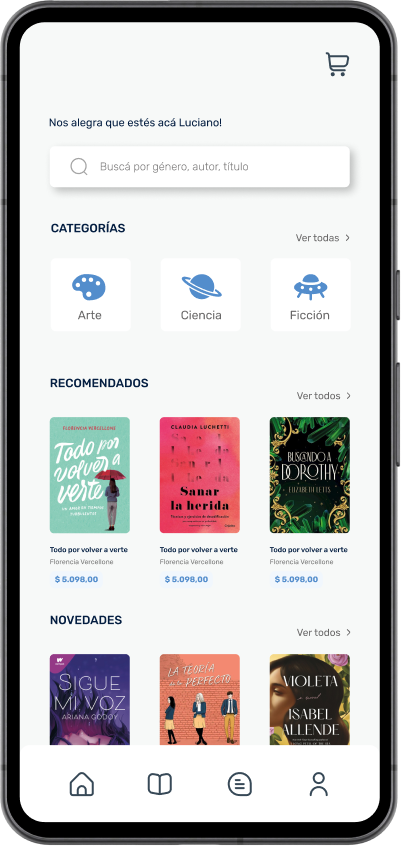 Nos alegra que estés acá Luciano!
Buscá por género, autor, título
CATEGORÍAS
Ver todas
Arte
Ciencia
Ficción
RECOMENDADOS
Ver todos
FLORENCIA VERCELLONE
Todo por
volver a
verte
CLAUDIA LUCHETTI
Sanar
la herida
BUSCANDO A
DOROTHY
ELIZABETH LETTS
Todo por volver a verte
Florencia Vercellone
$ 5.098,00
Todo por volver a verte
Florencia Vercellone
$ 5.098,00
Todo por volver a verte
Florencia Vercellone
$ 5.098,00
NOVEDADES
Ver todos
SIGUE
MI VOZ
ARIANA GODOY
LA TEORÍA
de lo PERFECTO
VIOLETA
ISABEL
ALLENDE